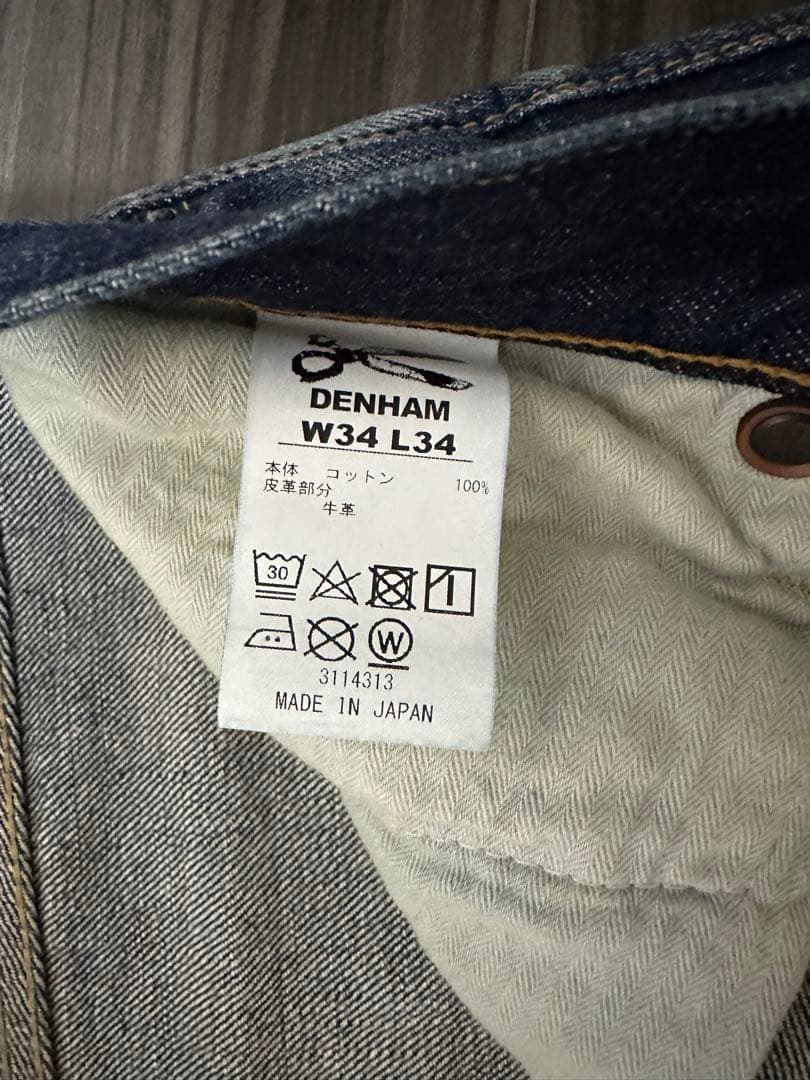 DENHAM
W34 L34
本体 コットン 100%
皮革部分
牛革
30
W
3114313
MADE IN JAPAN